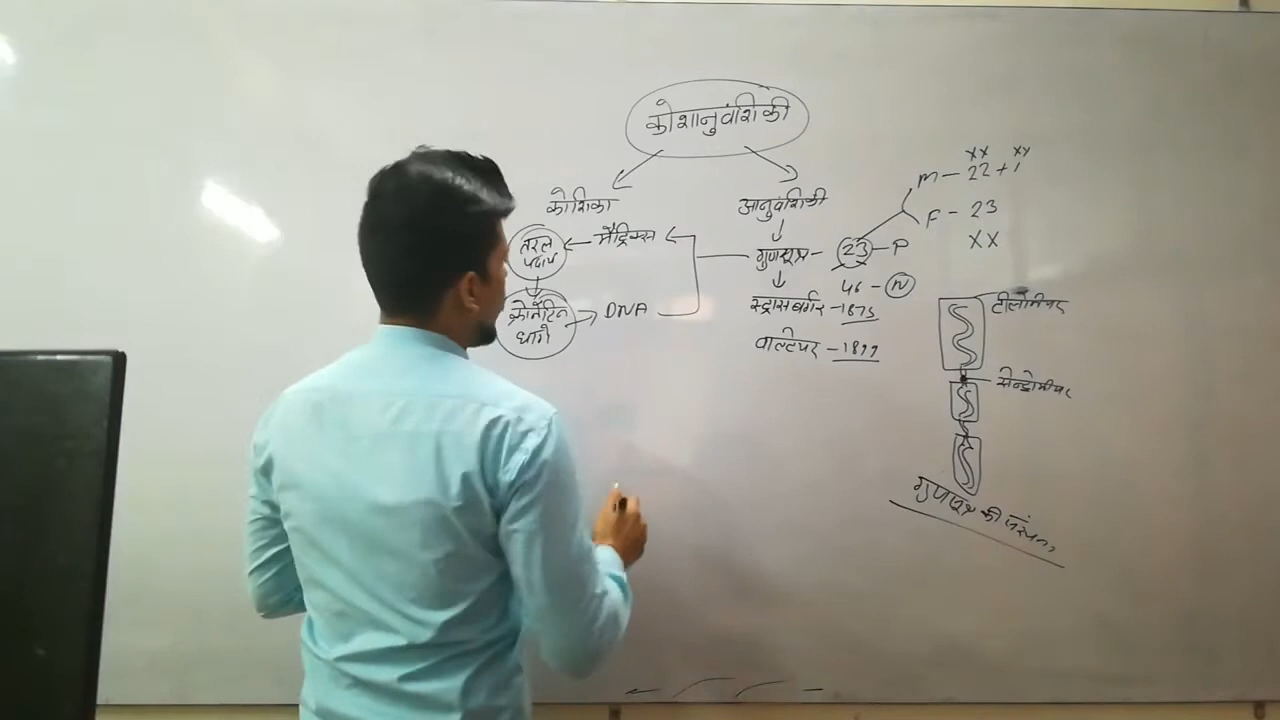 कोशानुवंशिकी
कोशिका
आनुवंशिकी
तरल पदार्थ
मैट्रिक्स
गुणसूत्र - 23 - P
46 - N
M - 22 + 1
XX XY
F - 23
XX
क्रोमेटिन
धागे
DNA
स्ट्रासबर्गर - 1875
वाल्टेयर - 1899
टीलोमीयर
सेन्ट्रोमीयर
गुणसूत्र की संरचना